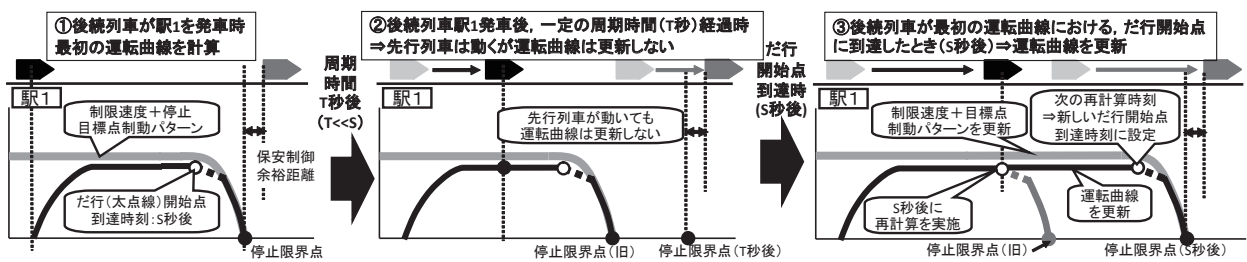 ①後続列車が駅1を発車時
最初の運転曲線を計算
駅1
制限速度＋停止
目標点制動パターン
保安制御
余裕距離
だ行(太点線)開始点
到達時刻:S秒後
停止限界点
周期
時間
T秒後
(T<<S)
②後続列車駅1発車後，一定の周期時間(T秒)経過時
⇒先行列車は動くが運転曲線は更新しない
駅1
先行列車が動いても
運転曲線は更新しない
停止限界点(旧)
停止限界点(T秒後)
だ行
開始点
到達時
(S秒後)
③後続列車が最初の運転曲線における，だ行開始点
に到達したとき(S秒後)⇒運転曲線を更新
駅1
制限速度＋目標点
制動パターンを更新
次の再計算時刻
⇒新しいだ行開始点
到達時刻に設定
S秒後に
再計算を実施
運転曲線
を更新
停止限界点(旧)
停止限界点(S秒後)